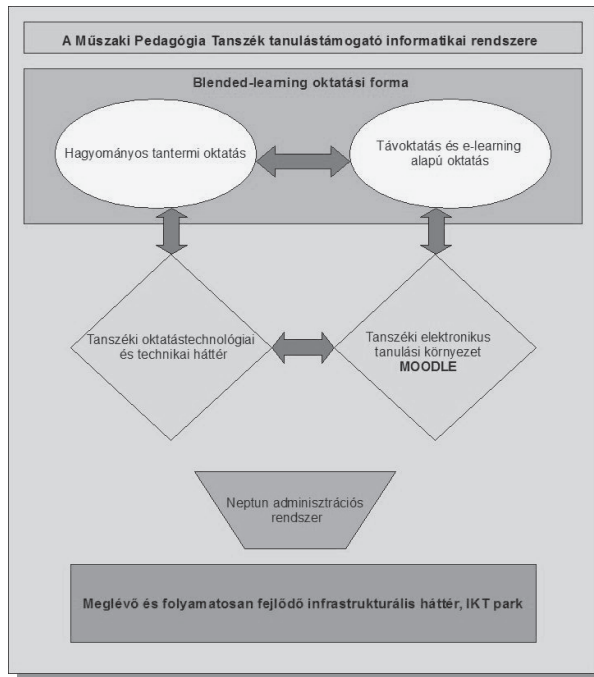 A Műszaki Pedagógia Tanszék tanulástámogató informatikai rendszere
Blended-learning oktatási forma
Hagyományos tantermi oktatás
Távoktatás és e-learning
alapú oktatás
Tanszéki oktatástechnológiai
és technikai háttér
Tanszéki elektronikus
tanulási környezet
MOODLE
Neptun adminisztrációs
rendszer
Meglévő és folyamatosan fejlődő infrastrukturális háttér, IKT park